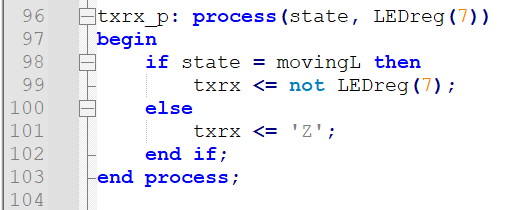 96 txrx_p: process(state, LEDreg(7))
97 begin
98     if state = movingL then
99         txrx <= not LEDreg(7);
100     else
101         txrx <= 'Z';
102     end if;
103 end process;
104